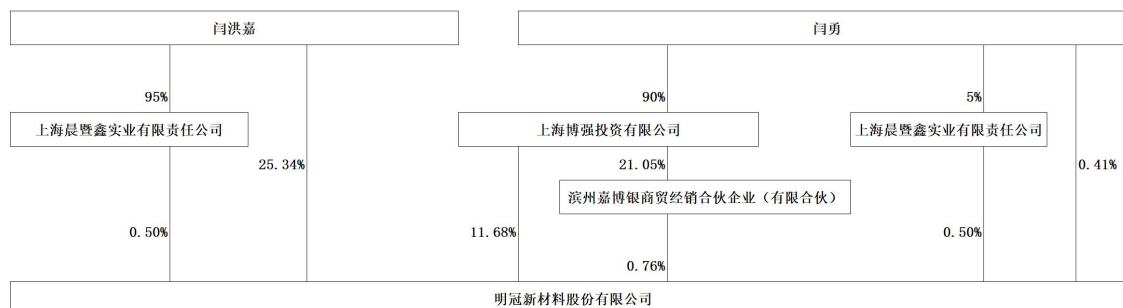 闫洪嘉
闫勇
95%
90%
5%
上海晨暨鑫实业有限责任公司
上海博强投资有限公司
上海晨暨鑫实业有限责任公司
25.34%
21.05%
0.41%
滨州嘉博银商贸经销合伙企业（有限合伙）
0.50%
11.68%
0.50%
0.76%
明冠新材料股份有限公司